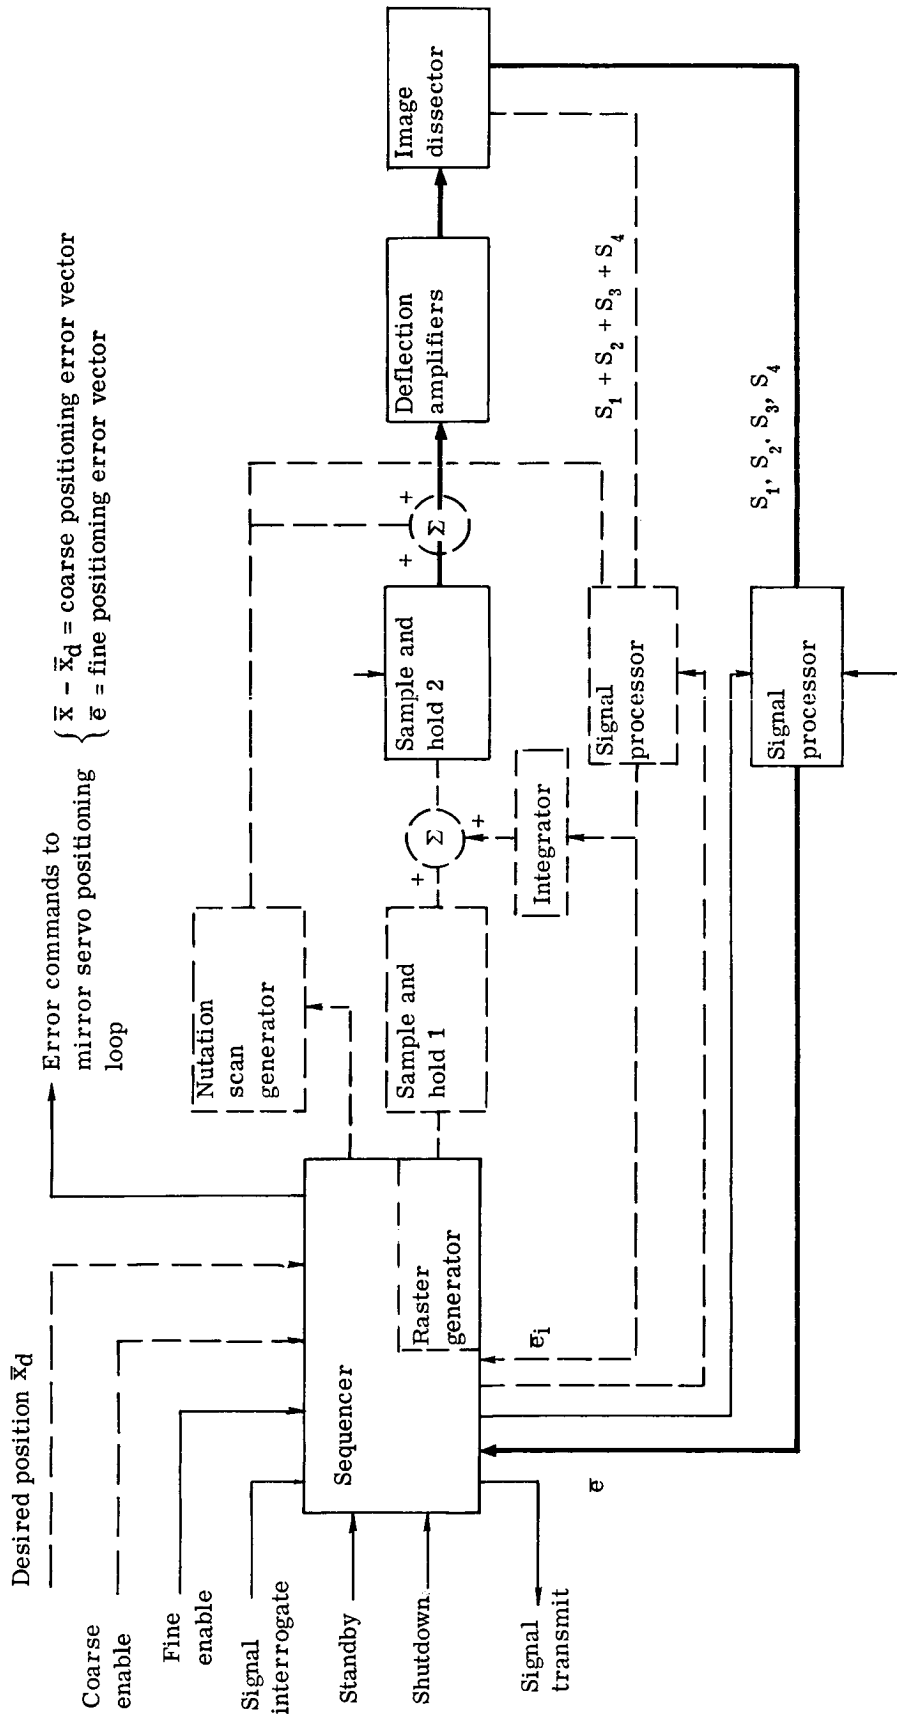 Desired position x̅d
Coarse
enable
Fine
enable
Signal
interrogate
Standby
Shutdown
Signal
transmit
Error commands to
mirror servo positioning
loop
x̅ − x̅d = coarse positioning error vector
e̅ = fine positioning error vector
Sequencer
Raster
generator
Nutation
scan
generator
Sample and
hold 1
+
Σ
+
Integrator
Sample and
hold 2
+
Σ
+
Deflection
amplifiers
Image
dissector
Signal
processor
S1 + S2 + S3 + S4
e̅i
Signal
processor
S1, S2, S3, S4
e̅